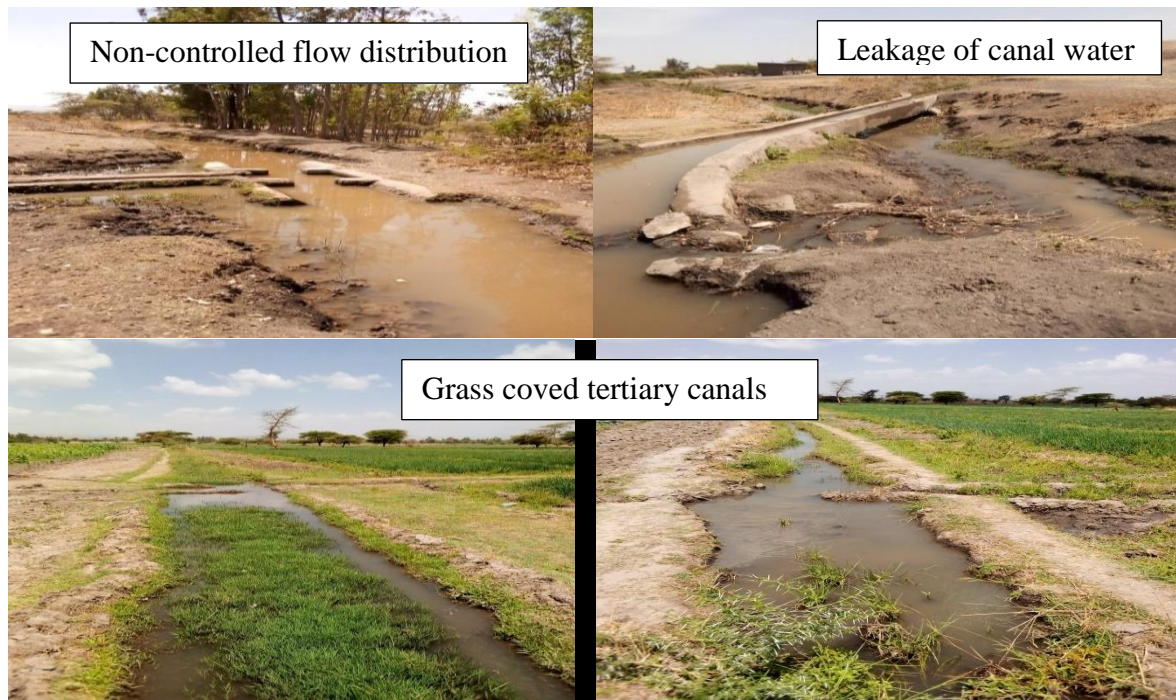 Non-controlled flow distribution
Leakage of canal water
Grass coved tertiary canals